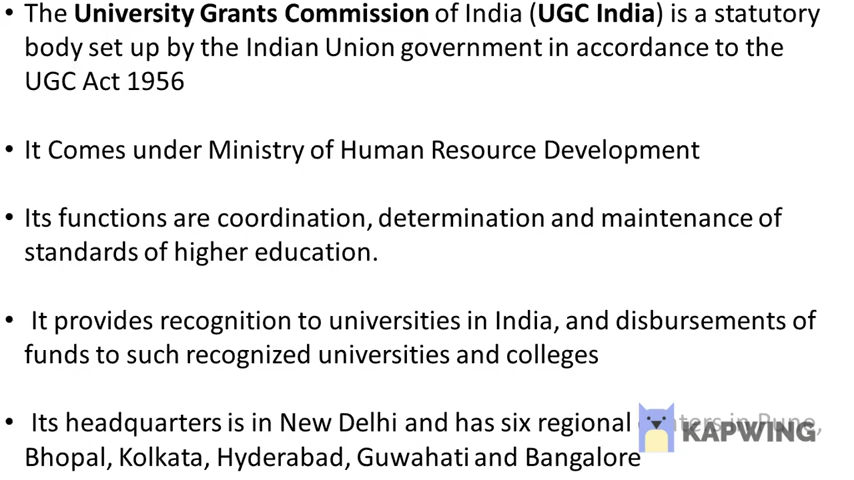 • The University Grants Commission of India (UGC India) is a statutory
body set up by the Indian Union government in accordance to the
UGC Act 1956
• It Comes under Ministry of Human Resource Development
• Its functions are coordination, determination and maintenance of
standards of higher education.
• It provides recognition to universities in India, and disbursements of
funds to such recognized universities and colleges
• Its headquarters is in New Delhi and has six regional in Pune,
Bhopal, Kolkata, Hyderabad, Guwahati and Bangalore
KAPWING